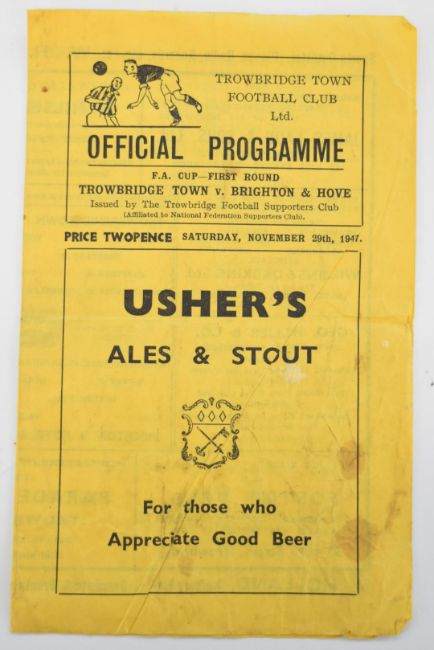 TROWBRIDGE TOWN
FOOTBALL CLUB
Ltd.
OFFICIAL PROGRAMME
F.A. CUP—FIRST ROUND
TROWBRIDGE TOWN v. BRIGHTON & HOVE
Issued by The Trowbridge Football Supporters Club
(Affiliated to National Federation Supporters Club).
PRICE TWOPENCE SATURDAY, NOVEMBER 29th, 1947.
USHER'S
ALES & STOUT
For those who
Appreciate Good Beer